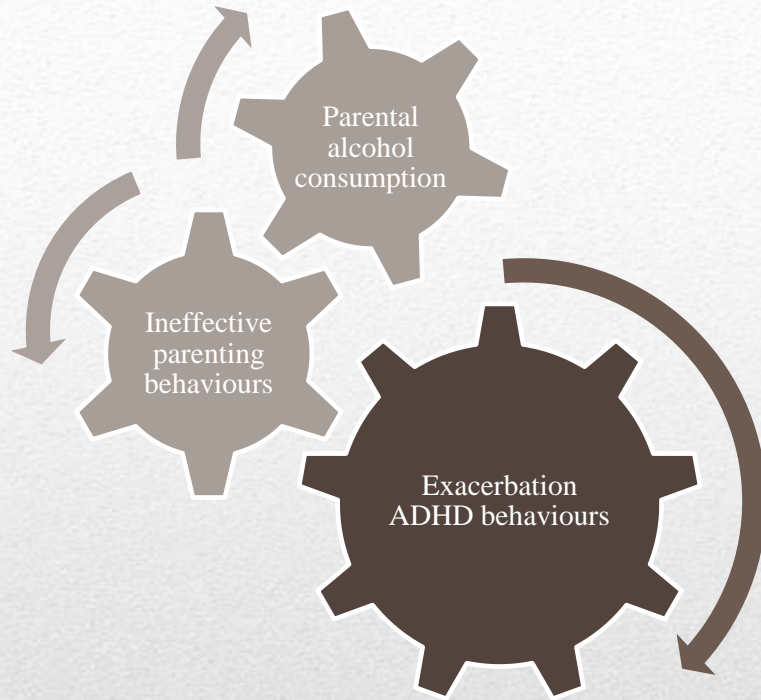 Parental
alcohol
consumption
Ineffective
parenting
behaviours
Exacerbation
ADHD behaviours